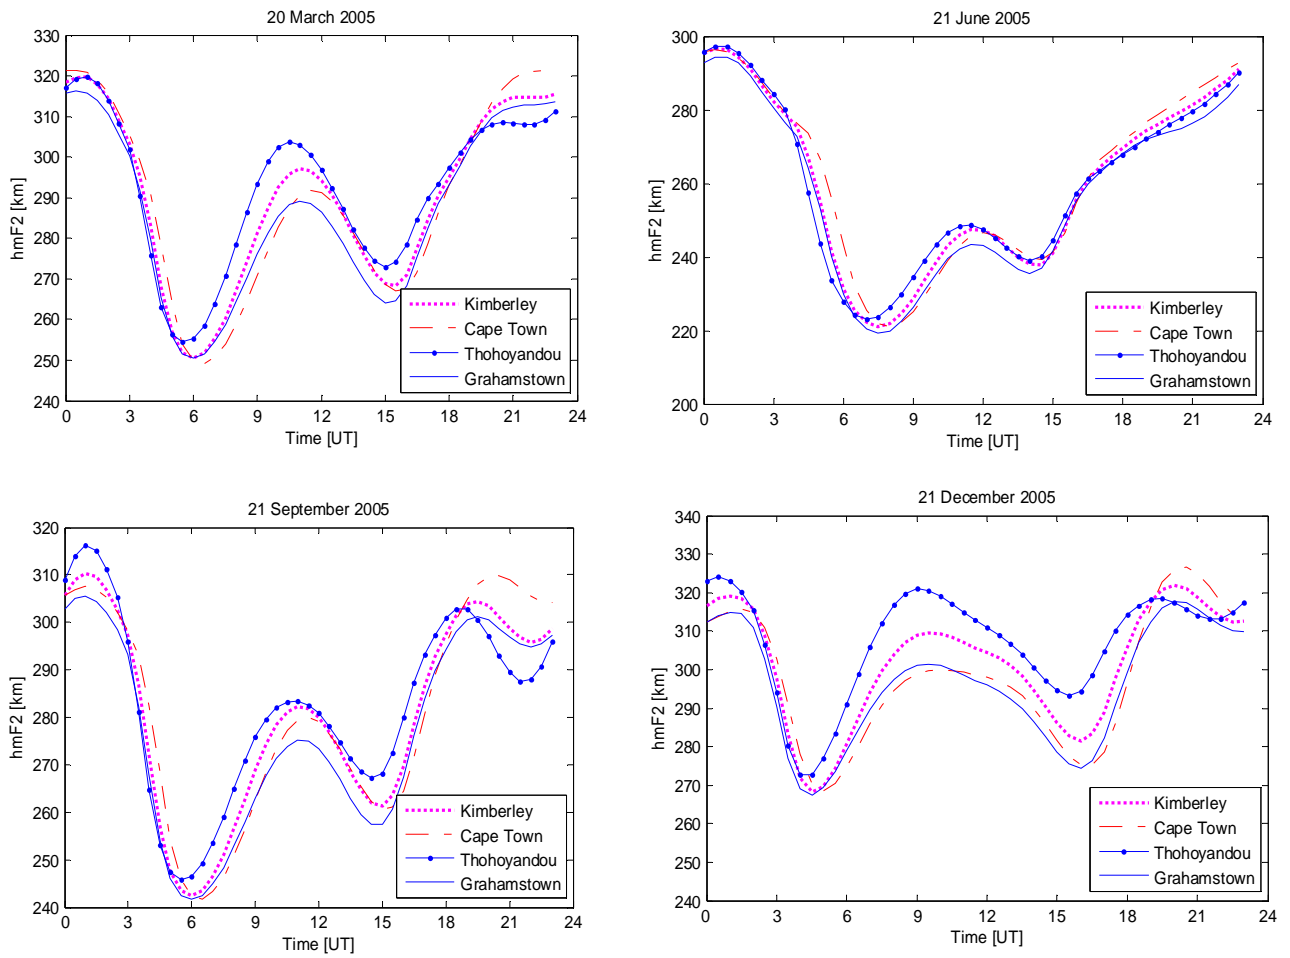 20 March 2005
330
320
310
300
290
280
270
260
250
240
hmF2 [km]
0 3 6 9 12 15 18 21 24
Time [UT]
Kimberley
Cape Town
Thohoyandou
Grahamstown
21 June 2005
300
280
260
240
220
200
hmF2 [km]
0 3 6 9 12 15 18 21 24
Time [UT]
Kimberley
Cape Town
Thohoyandou
Grahamstown
21 September 2005
320
310
300
290
280
270
260
250
240
hmF2 [km]
0 3 6 9 12 15 18 21 24
Time [UT]
Kimberley
Cape Town
Thohoyandou
Grahamstown
21 December 2005
340
330
320
310
300
290
280
270
260
250
240
hmF2 [km]
0 3 6 9 12 15 18 21 24
Time [UT]
Kimberley
Cape Town
Thohoyandou
Grahamstown